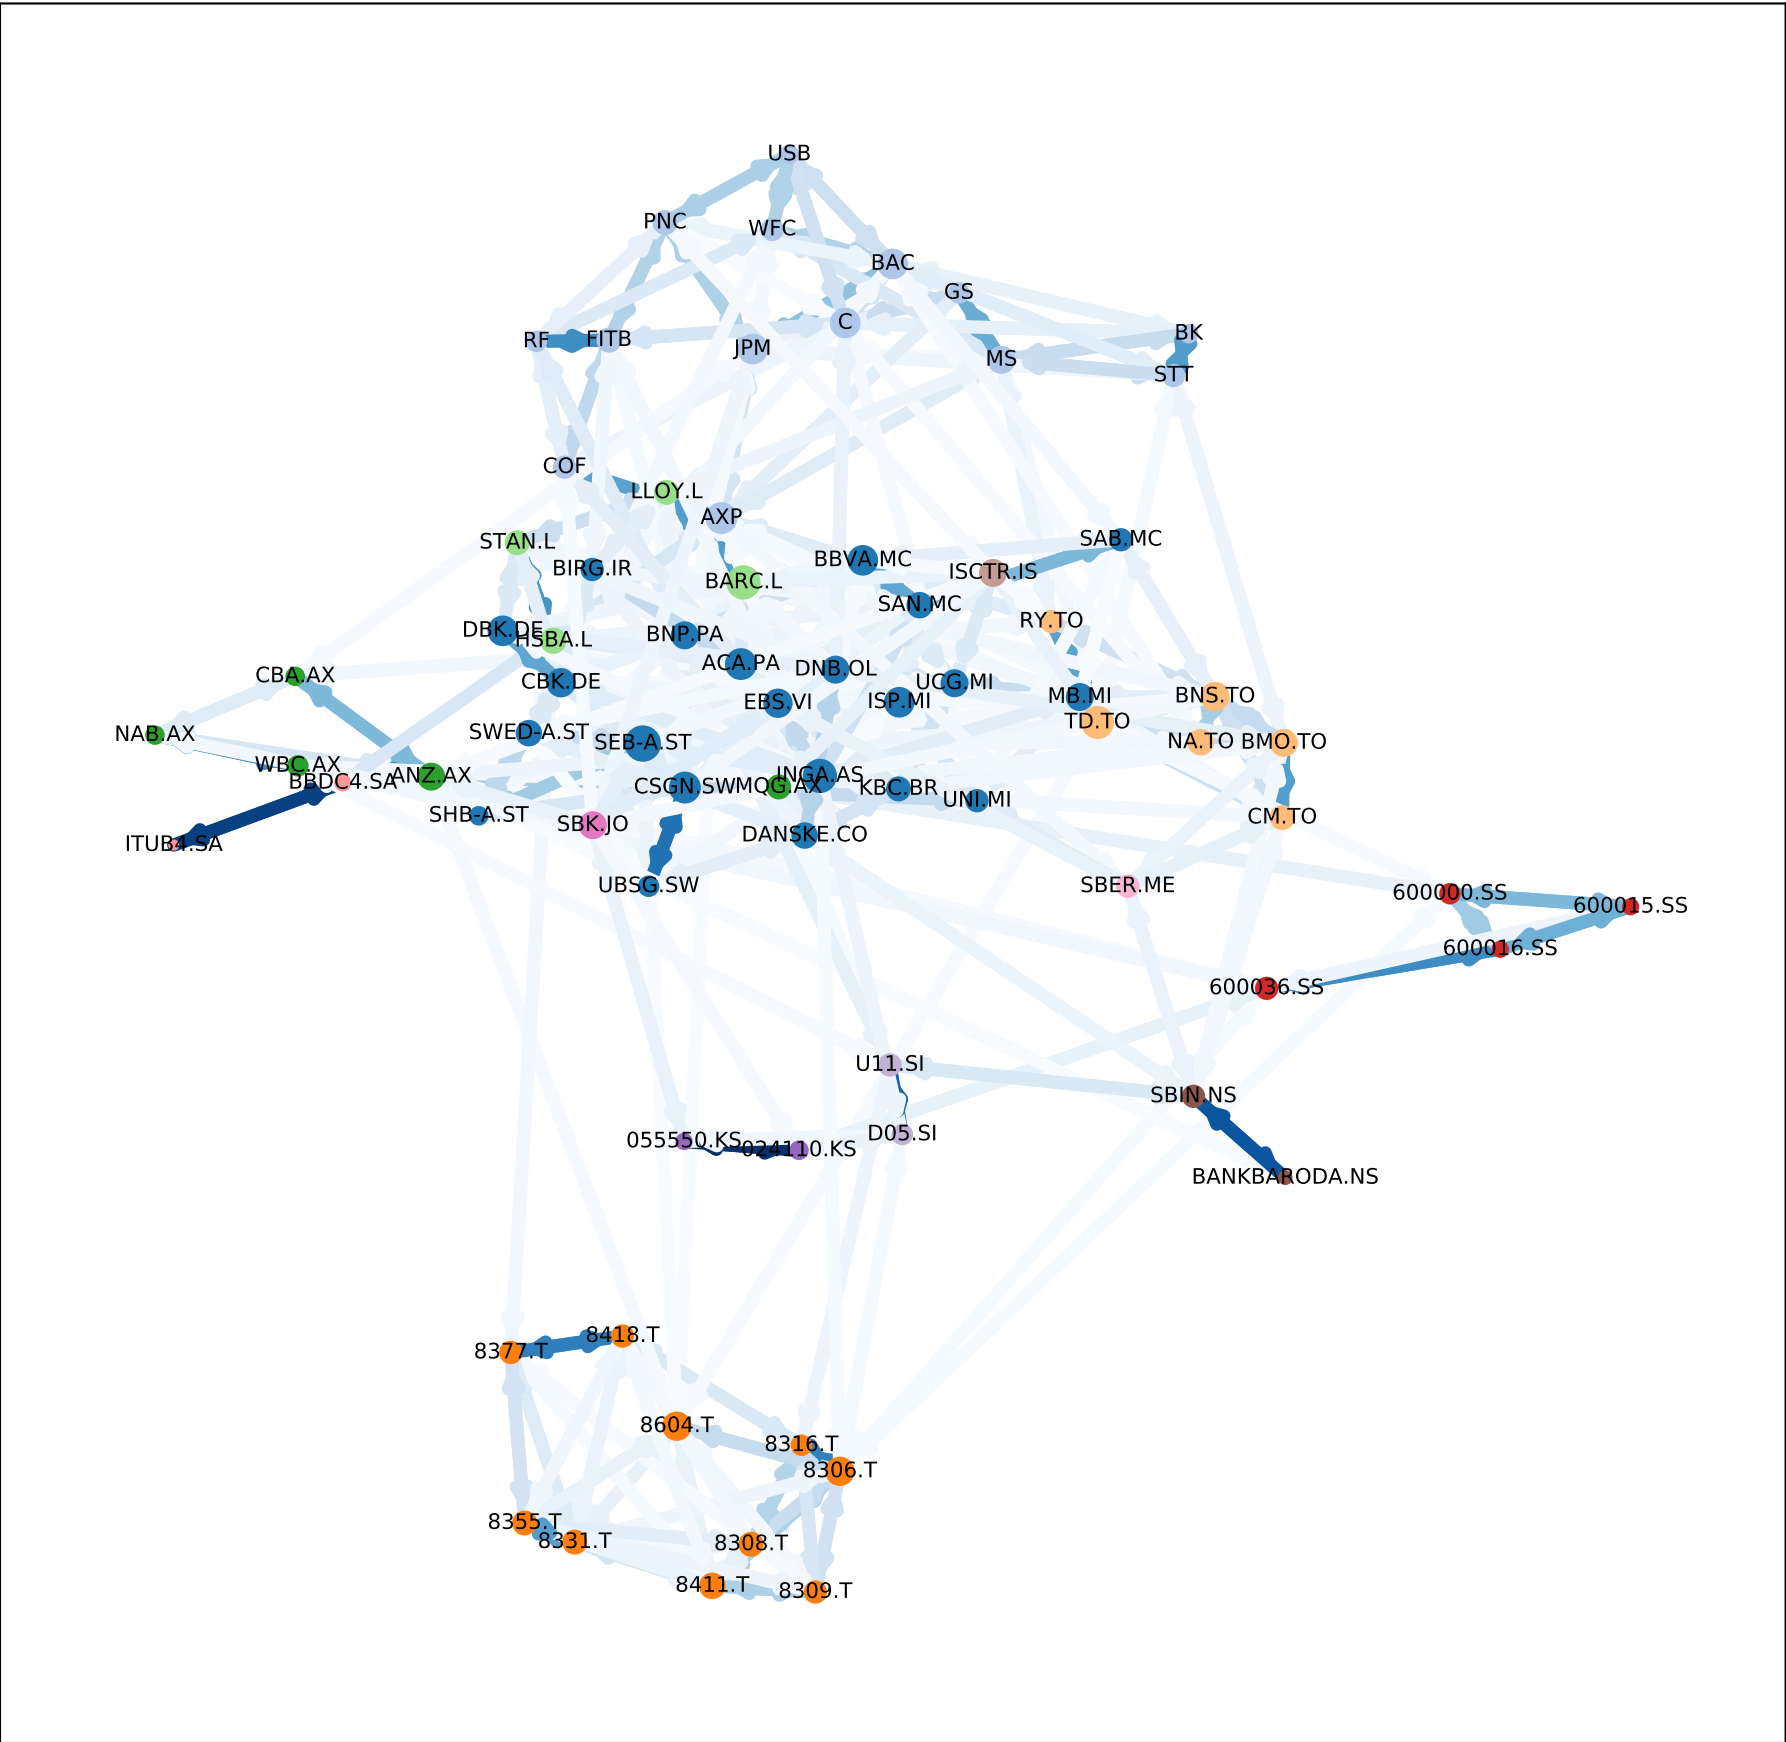 USB
PNC
WFC
BAC
GS
C
BK
RF
FITB
JPM
MS
STT
COF
LLOY.L
AXP
STAN.L
SAB.MC
BIRG.IR
BBVA.MC
ISCTR.IS
BARC.L
SAN.MC
RY.TO
DBK.DE
HSBA.L
BNP.PA
ACA.PA
DNB.OL
CBA.AX
CBK.DE
UCG.MI
MB.MI
BNS.TO
EBS.VI
ISP.MI
TD.TO
NAB.AX
SWED-A.ST
SEB-A.ST
NA.TO
BMO.TO
WBC.AX
BBDC4.SA
ANZ.AX
INGA.AS
CSGN.SW
MQG.AX
KBC.BR
UNI.MI
SHB-A.ST
SBK.JO
CM.TO
ITUB4.SA
DANSKE.CO
UBSG.SW
SBER.ME
600000.SS
600015.SS
600016.SS
600036.SS
U11.SI
SBIN.NS
D05.SI
055550.KS
024110.KS
BANKBARODA.NS
8418.T
8377.T
8604.T
8316.T
8306.T
8355.T
8331.T
8308.T
8411.T
8309.T